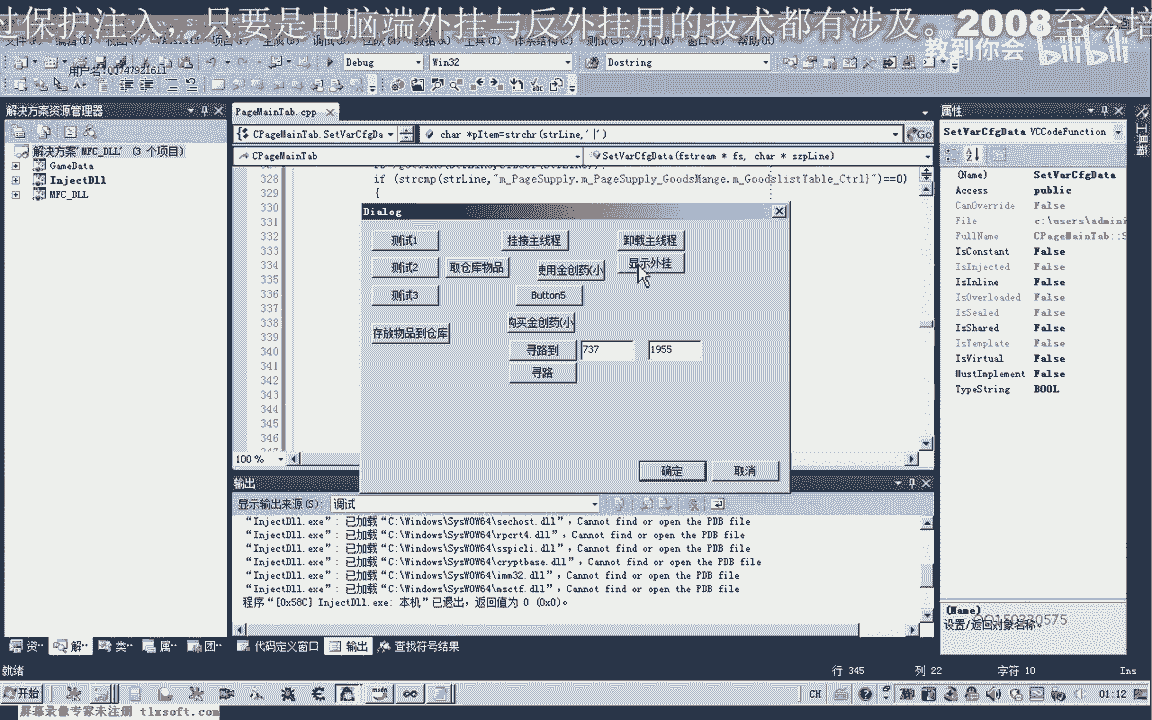 过保护注入，只要是电脑端外挂与反外挂用的技术都有涉及。2008至今培
教到你会 bilibili
Debug Win32 Dostring
解决方案资源管理器
解决方案"MFC_DLL" (3 个项目)
GameData
InjectDll
MFC_DLL
PageMainTab.cpp
CPageMainTab.SetVarCfgDa char *pItem=strchr(strLine,'|') Go
CPageMainTab SetVarCfgData(fstream * fs, char * szpLine)
328 if (strcmp(strLine,"m_PageSupply.m_PageSupply_GoodsMange.m_GoodslistTable_Ctrl}")==0)
329 {
330
331
332
333
334
335
336
337
338
339
340
341
342
343
344
345
346
100 %
Dialog
测试1 挂接主线程 卸载主线程
测试2 取仓库物品 使用金创药(小 显示外挂
测试3 Button5
存放物品到仓库 购买金创药(小
寻路到 737 1955
寻路
确定 取消
属性
SetVarCfgData VCCodeFunction
(Name) SetVarCfgData
Access public
CanOverride False
File c:\users\admini
FullName CPageMainTab::S
IsConstant False
IsInjected False
IsInLine False
IsOverloaded False
IsSealed False
IsShared False
IsTemplate False
IsVirtual False
MustImplement False
TypeString BOOL
(Name)
设置/返回对象名称。
工具箱
输出
显示输出来源(S): 调试
"InjectDll.exe": 已加载"C:\Windows\SysWOW64\sechost.dll", Cannot find or open the PDB file
"InjectDll.exe": 已加载"C:\Windows\SysWOW64\rpcrt4.dll", Cannot find or open the PDB file
"InjectDll.exe": 已加载"C:\Windows\SysWOW64\sspicli.dll", Cannot find or open the PDB file
"InjectDll.exe": 已加载"C:\Windows\SysWOW64\cryptbase.dll", Cannot find or open the PDB file
"InjectDll.exe": 已加载"C:\Windows\SysWOW64\imm32.dll", Cannot find or open the PDB file
"InjectDll.exe": 已加载"C:\Windows\SysWOW64\msctf.dll", Cannot find or open the PDB file
程序"[0x58C] InjectDll.exe: 本机"已退出，返回值为 0 (0x0)。
资·· 解·· 类·· 属·· 团·· 代码定义窗口 输出 查找符号结果
就绪 行 345 列 22 字符 10 Ins
开始 CH 01:12
屏幕录像专家未注册 tlxsoft.com